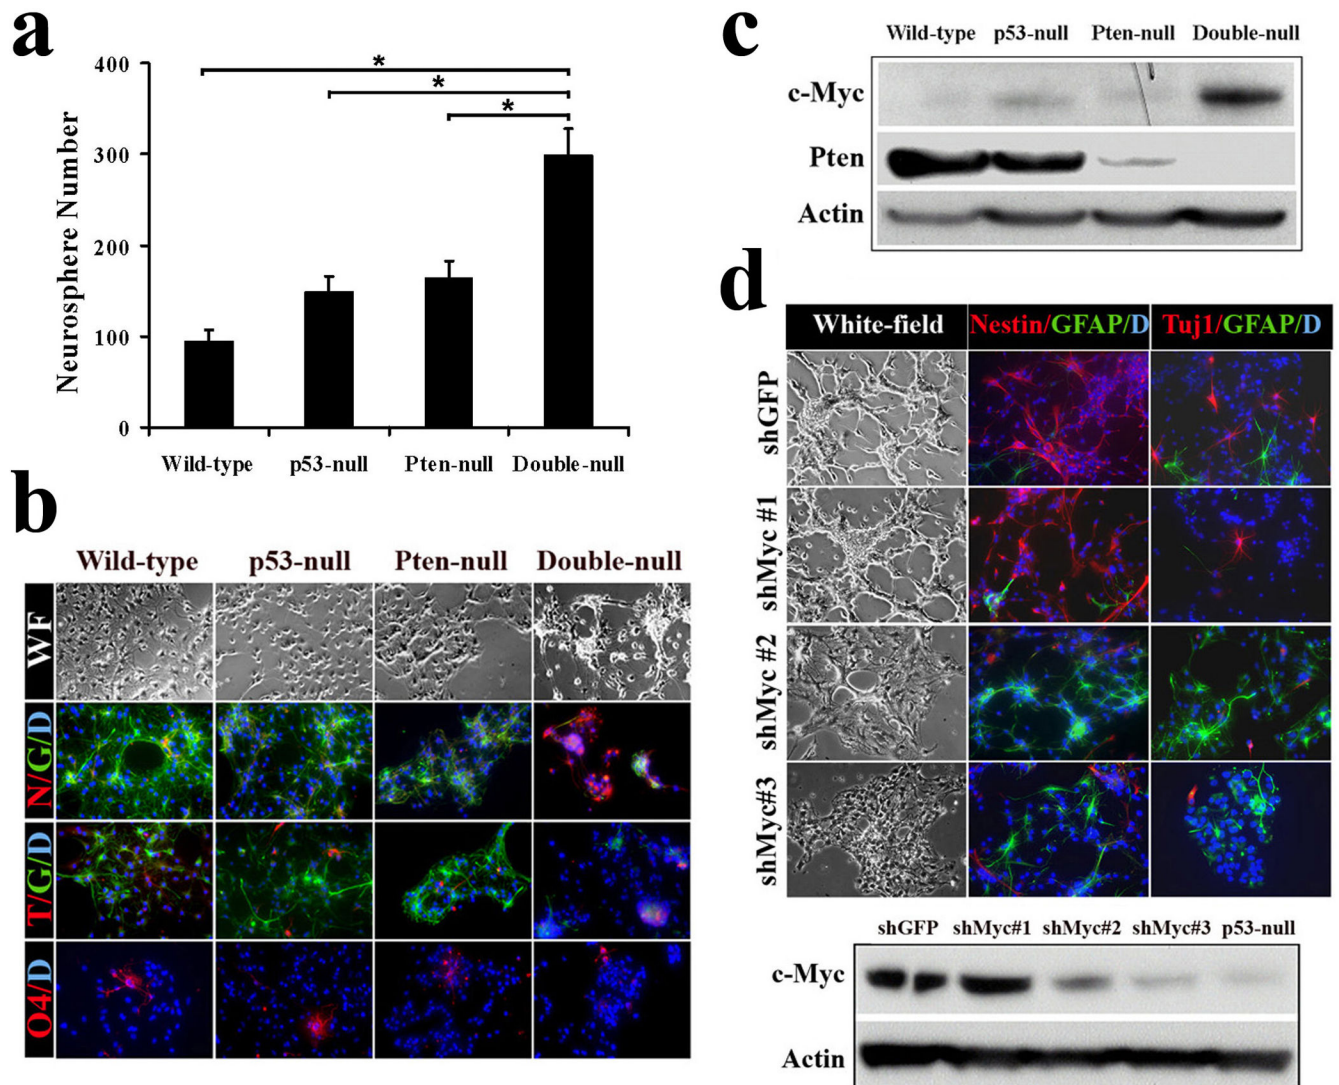 a
400
300
200
100
0
Neurosphere Number
* * *
Wild-type p53-null Pten-null Double-null
b
Wild-type p53-null Pten-null Double-null
WF
N/G/D
T/G/D
O4/D
c
Wild-type p53-null Pten-null Double-null
c-Myc
Pten
Actin
d
White-field Nestin/GFAP/D Tuj1/GFAP/D
shGFP
shMyc #1
shMyc #2
shMyc#3
shGFP shMyc#1 shMyc#2 shMyc#3 p53-null
c-Myc
Actin